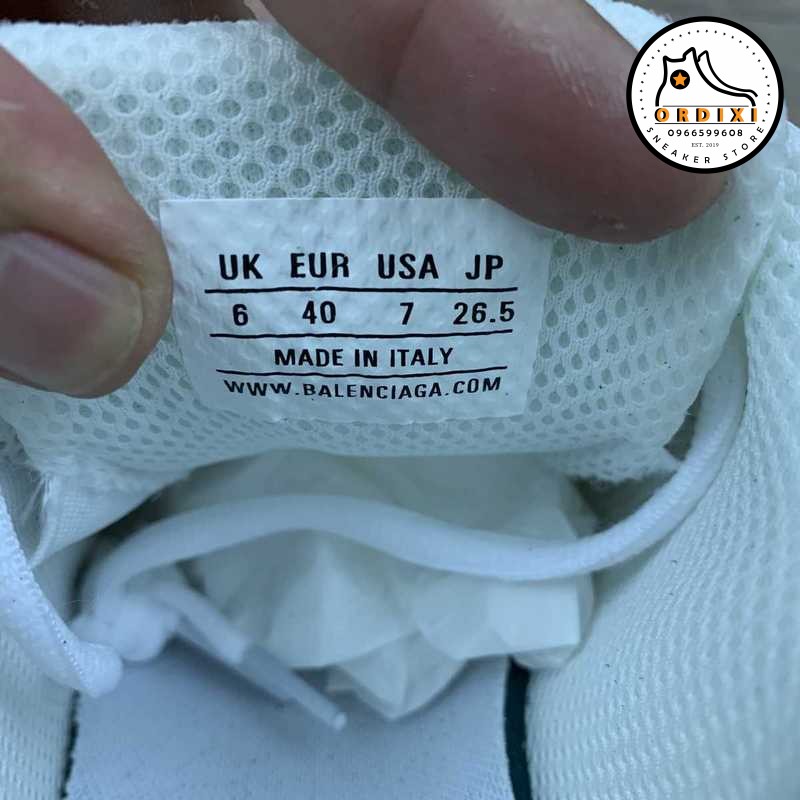 ORDIXI
0966599608
EST. 2019
SNEAKER STORE
UK EUR USA JP
6 40 7 26.5
MADE IN ITALY
WWW.BALENCIAGA.COM